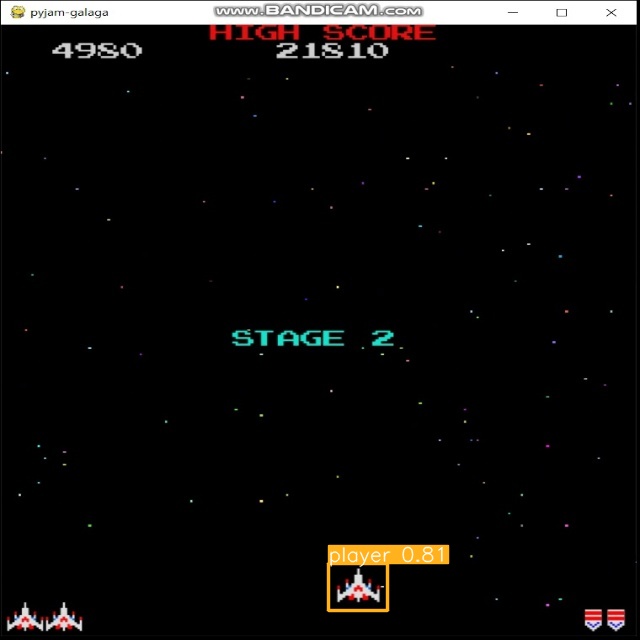 pyjam-galaga
www.BANDICAM.com
HIGH SCORE
4980 21810
STAGE 2
player 0.81